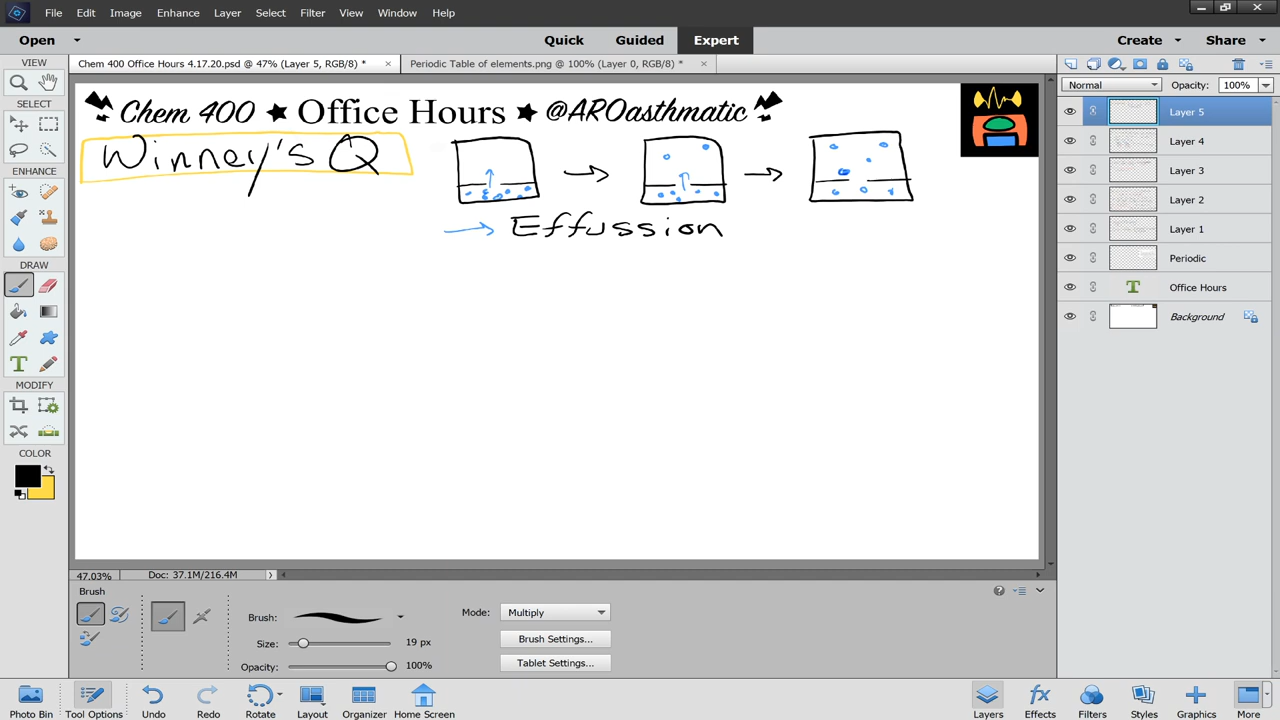 File Edit Image Enhance Layer Select Filter View Window Help
Open Quick Guided Expert Create Share
Chem 400 Office Hours 4.17.20.psd @ 47% (Layer 5, RGB/8) * Periodic Table of elements.png @ 100% (Layer 0, RGB/8) *
VIEW
SELECT
ENHANCE
DRAW
COLOR
MODIFY
Chem 400 ★ Office Hours ★ @AROasthmatic
Winney's Q
Effussion
Normal Opacity: 100%
Layer 5
Layer 4
Layer 3
Layer 2
Layer 1
Periodic
Office Hours
Background
47.03% Doc: 37.1M/216.4M
Brush
Brush: Mode: Multiply
Size: 19 px Brush Settings...
Opacity: 100% Tablet Settings...
Photo Bin Tool Options Undo Redo Rotate Layout Organizer Home Screen Layers Effects Filters Styles Graphics More